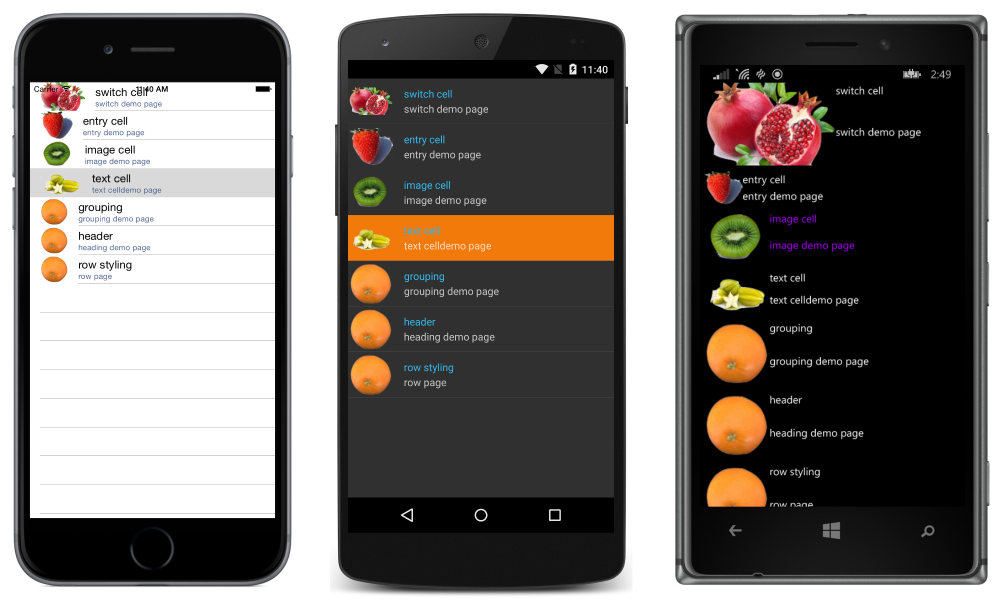 Carrier 11:40 AM
switch cell
switch demo page
entry cell
entry demo page
image cell
image demo page
text cell
text celldemo page
grouping
grouping demo page
header
heading demo page
row styling
row page
11:40
switch cell
switch demo page
entry cell
entry demo page
image cell
image demo page
text cell
text celldemo page
grouping
grouping demo page
header
heading demo page
row styling
row page
2:49
switch cell
switch demo page
entry cell
entry demo page
image cell
image demo page
text cell
text celldemo page
grouping
grouping demo page
header
heading demo page
row styling
row page